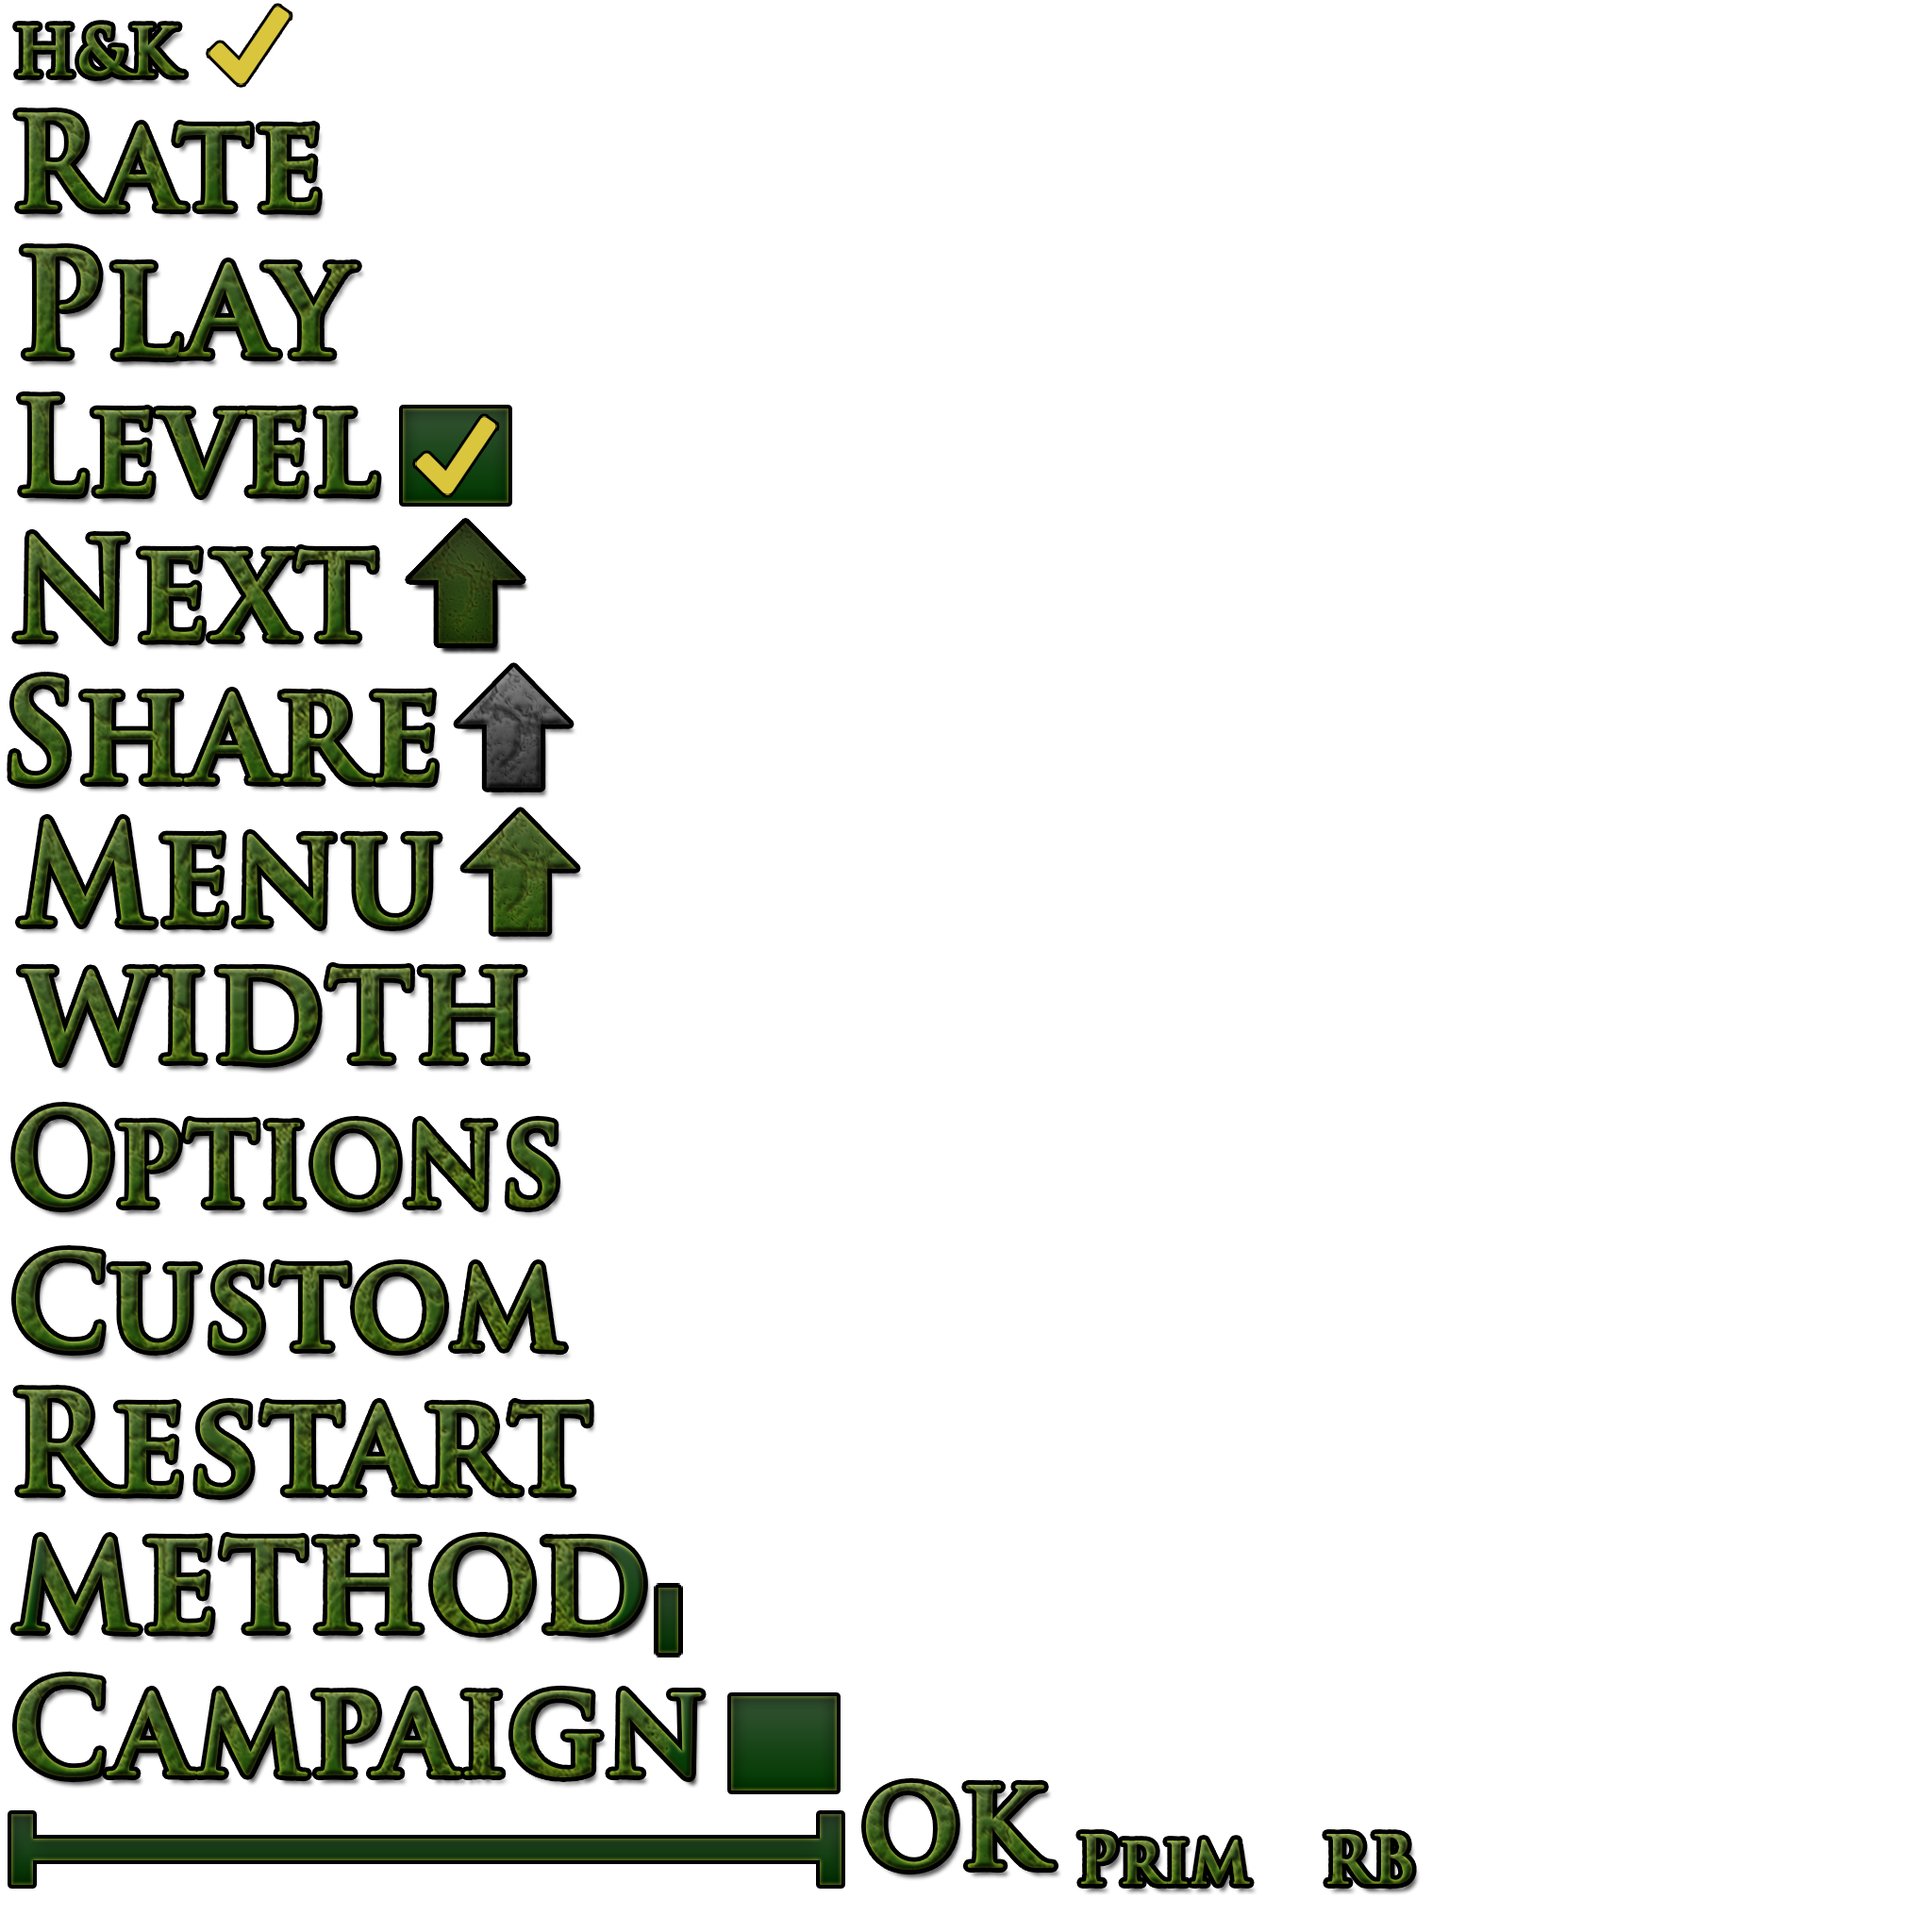 H&K
RATE
PLAY
LEVEL
NEXT
SHARE
MENU
WIDTH
OPTIONS
CUSTOM
RESTART
METHOD
CAMPAIGN
OK
PRIM
RB